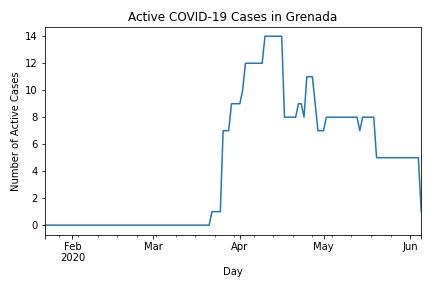 Active COVID-19 Cases in Grenada
Number of Active Cases
14
12
10
8
6
4
2
0
Feb
2020
Mar
Apr
May
Jun
Day